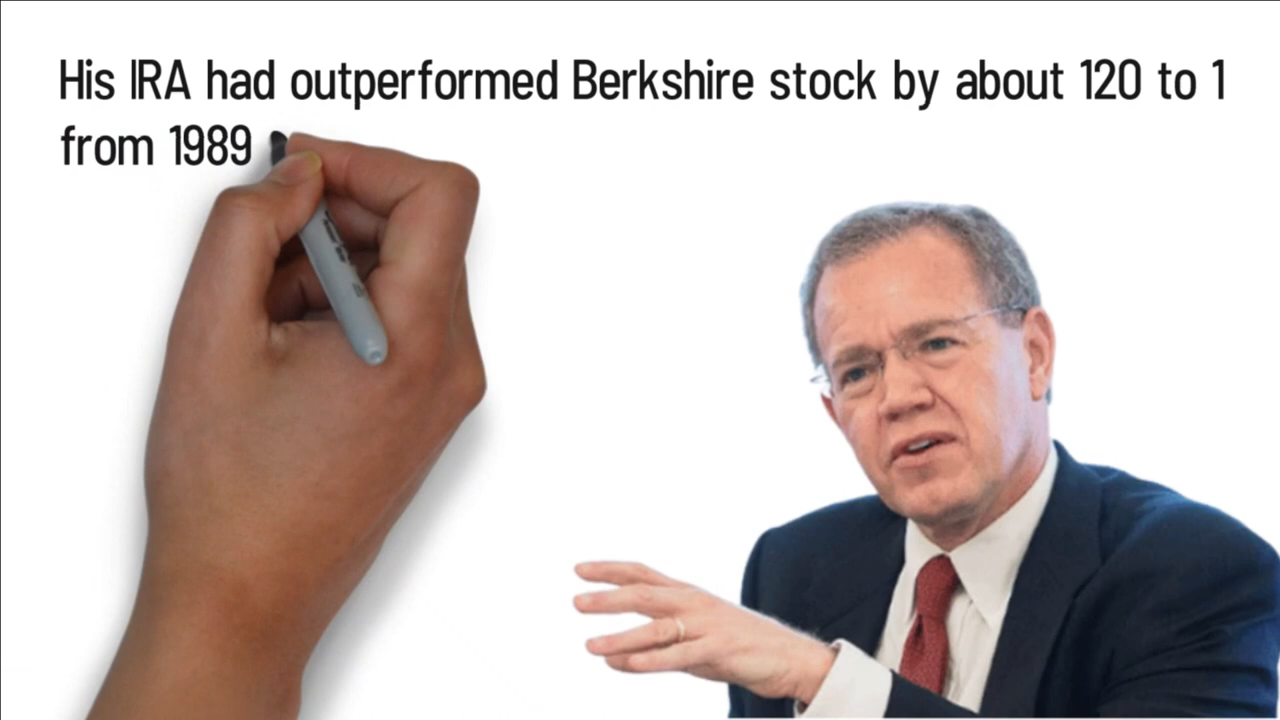 His IRA had outperformed Berkshire stock by about 120 to 1
from 1989